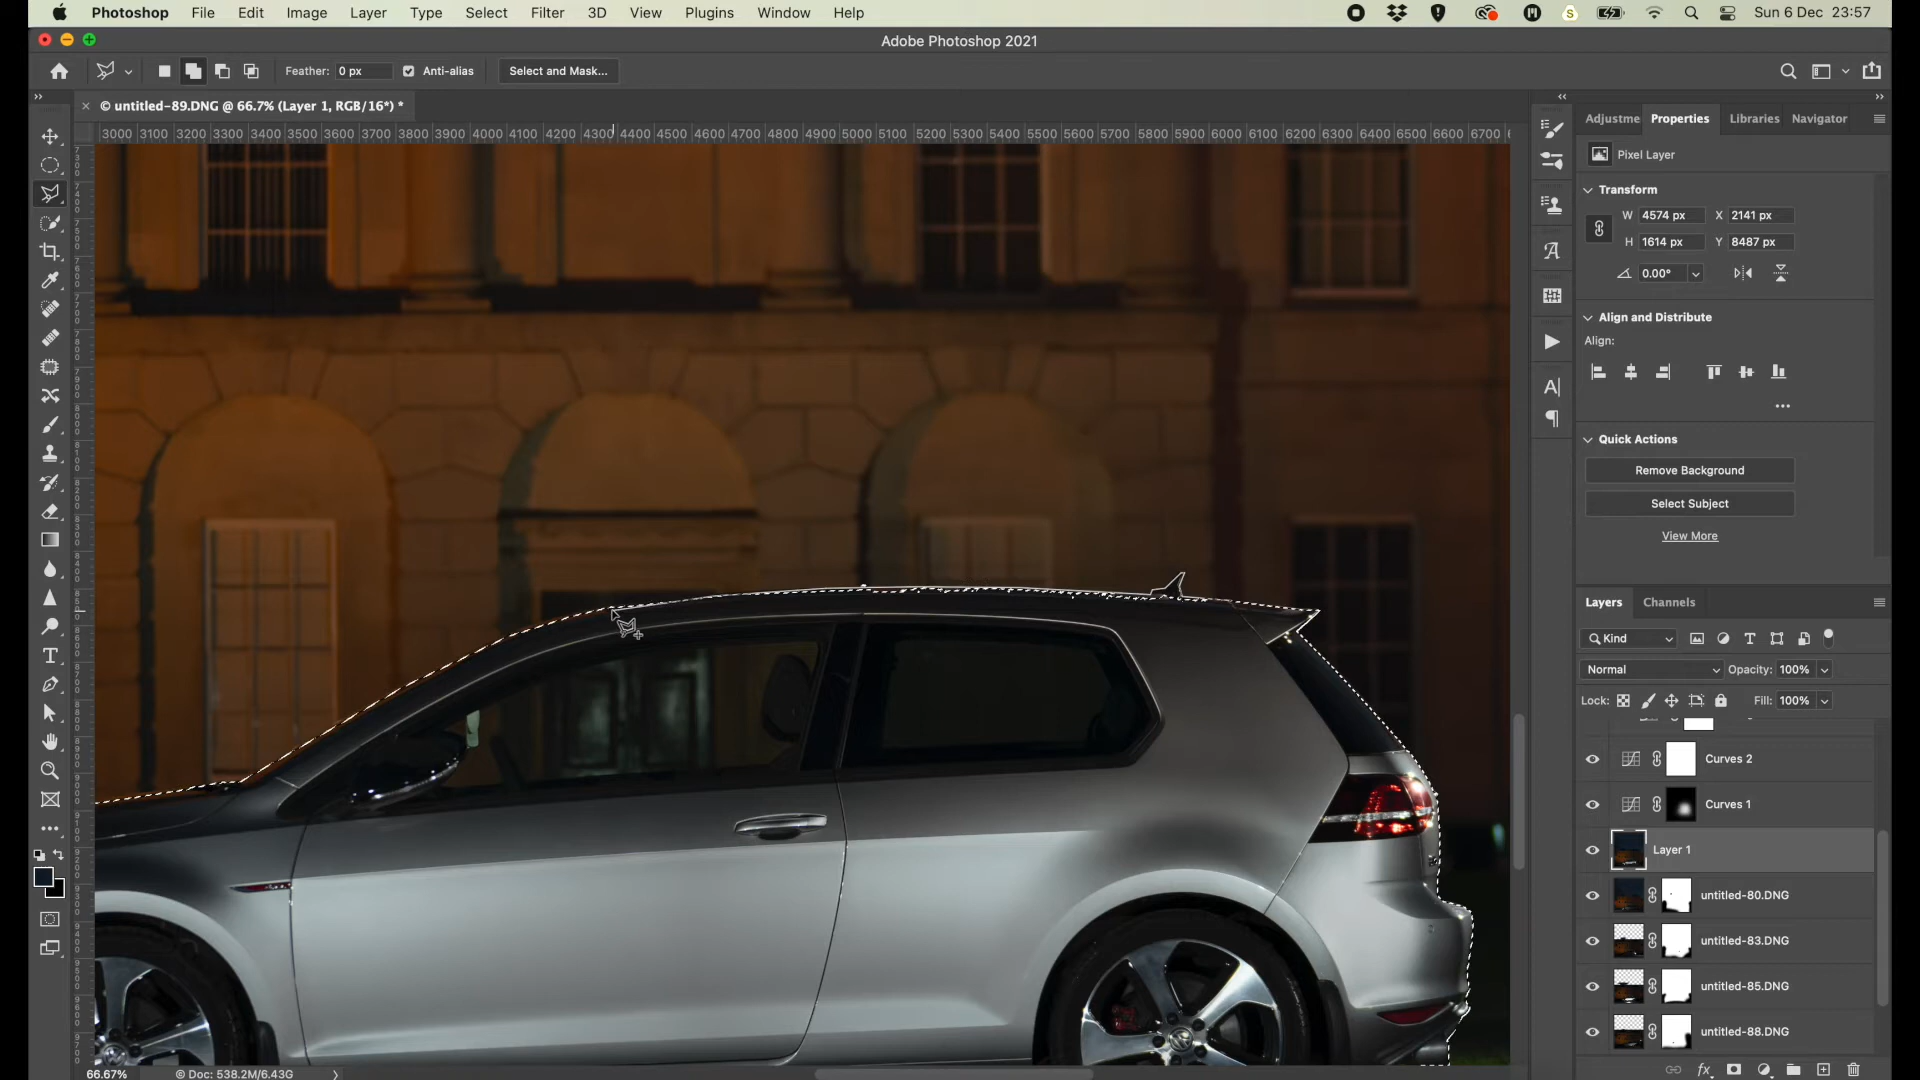 Photoshop File Edit Image Layer Type Select Filter 3D View Plugins Window Help Sun 6 Dec 23:57
Adobe Photoshop 2021
Feather: 0 px Anti-alias Select and Mask...
× © untitled-89.DNG @ 66.7% (Layer 1, RGB/16*) *
3000 3100 3200 3300 3400 3500 3600 3700 3800 3900 4000 4100 4200 4300 4400 4500 4600 4700 4800 4900 5000 5100 5200 5300 5400 5500 5600 5700 5800 5900 6000 6100 6200 6300 6400 6500 6600 6700
Adjustme Properties Libraries Navigator
Pixel Layer
Transform
W 4574 px X 2141 px
H 1614 px Y 8487 px
0.00°
Align and Distribute
Align:
Quick Actions
Remove Background
Select Subject
View More
Layers Channels
Kind
Normal Opacity: 100%
Lock: Fill: 100%
Curves 2
Curves 1
Layer 1
untitled-80.DNG
untitled-83.DNG
untitled-85.DNG
untitled-88.DNG
66.67% © Doc: 538.2M/6.43G